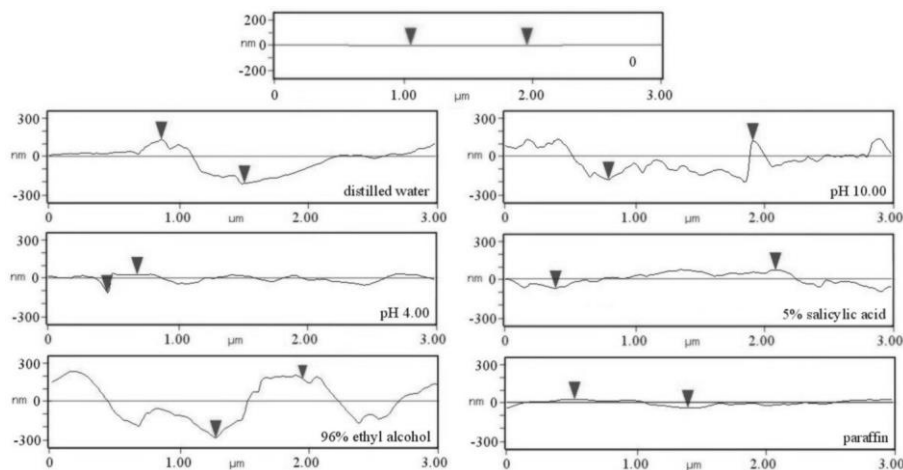 200
nm 0
-200
0
0 1.00 µm 2.00 3.00
300
nm 0
-300
distilled water
0 1.00 µm 2.00 3.00
300
nm 0
-300
pH 10.00
0 1.00 µm 2.00 3.00
300
nm 0
-300
pH 4.00
0 1.00 µm 2.00 3.00
300
nm 0
-300
5% salicylic acid
0 1.00 µm 2.00 3.00
300
nm 0
-300
96% ethyl alcohol
0 1.00 µm 2.00 3.00
300
nm 0
-300
paraffin
0 1.00 µm 2.00 3.00